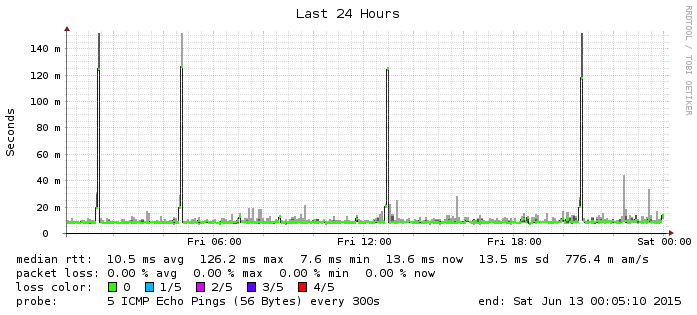 Last 24 Hours
RRDTOOL / TOBI OETIKER
Seconds
140 m
120 m
100 m
80 m
60 m
40 m
20 m
0
Fri 06:00 Fri 12:00 Fri 18:00 Sat 00:00
median rtt: 10.5 ms avg 126.2 ms max 7.6 ms min 13.6 ms now 13.5 ms sd 776.4 m am/s
packet loss: 0.00 % avg 0.00 % max 0.00 % min 0.00 % now
loss color: 0 1/5 2/5 3/5 4/5
probe: 5 ICMP Echo Pings (56 Bytes) every 300s end: Sat Jun 13 00:05:10 2015